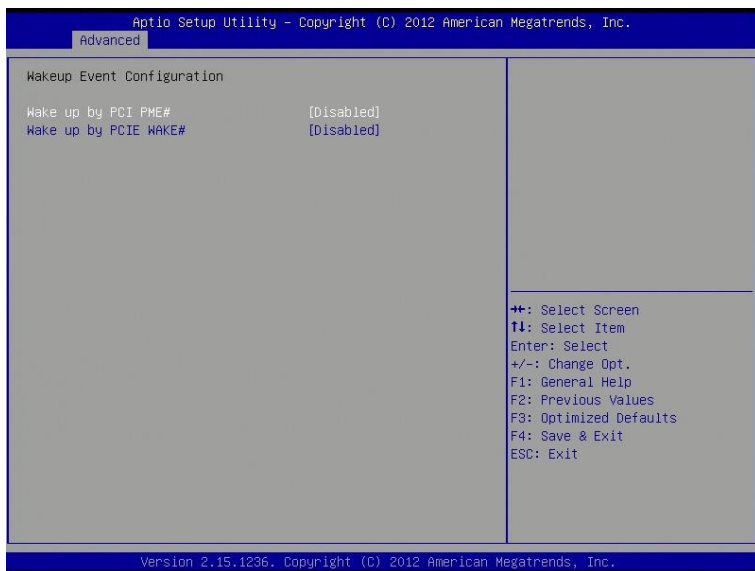 Aptio Setup Utility – Copyright (C) 2012 American Megatrends, Inc.
Advanced
Wakeup Event Configuration
Wake up by PCI PME# [Disabled]
Wake up by PCIE WAKE# [Disabled]
→←: Select Screen
↑↓: Select Item
Enter: Select
+/-: Change Opt.
F1: General Help
F2: Previous Values
F3: Optimized Defaults
F4: Save & Exit
ESC: Exit
Version 2.15.1236. Copyright (C) 2012 American Megatrends, Inc.